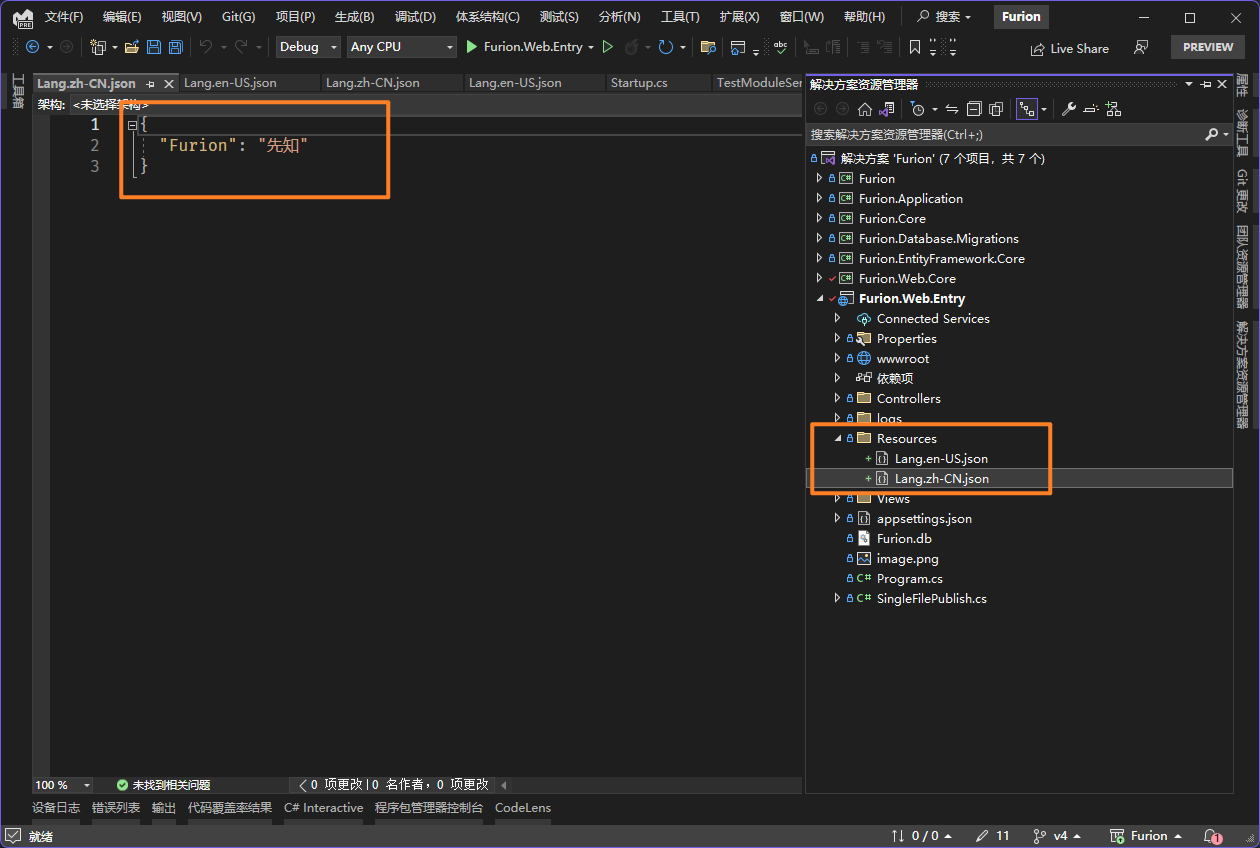 文件(F) 编辑(E) 视图(V) Git(G) 项目(P) 生成(B) 调试(D) 体系结构(C) 测试(S) 分析(N) 工具(T) 扩展(X) 窗口(W) 帮助(H) 搜索 Furion
PRE
Debug Any CPU Furion.Web.Entry abc Live Share PREVIEW
工具箱
Lang.zh-CN.json Lang.en-US.json Lang.zh-CN.json Lang.en-US.json Startup.cs TestModuleSer
架构: <未选择架构>
1 {
2 "Furion": "先知"
3 }
解决方案资源管理器
搜索解决方案资源管理器(Ctrl+;)
解决方案 'Furion' (7 个项目，共 7 个)
C# Furion
C# Furion.Application
C# Furion.Core
C# Furion.Database.Migrations
C# Furion.EntityFramework.Core
C# Furion.Web.Core
Furion.Web.Entry
Connected Services
Properties
wwwroot
依赖项
Controllers
logs
Resources
+ {} Lang.en-US.json
+ {} Lang.zh-CN.json
Views
{} appsettings.json
Furion.db
image.png
C# Program.cs
C# SingleFilePublish.cs
属性
诊断工具
Git 更改
团队资源管理器
解决方案资源管理器
100 % 未找到相关问题 0 项更改 | 0 名作者，0 项更改
设备日志 错误列表 输出 代码覆盖率结果 C# Interactive 程序包管理器控制台 CodeLens
就绪 0 / 0 11 v4 Furion 1